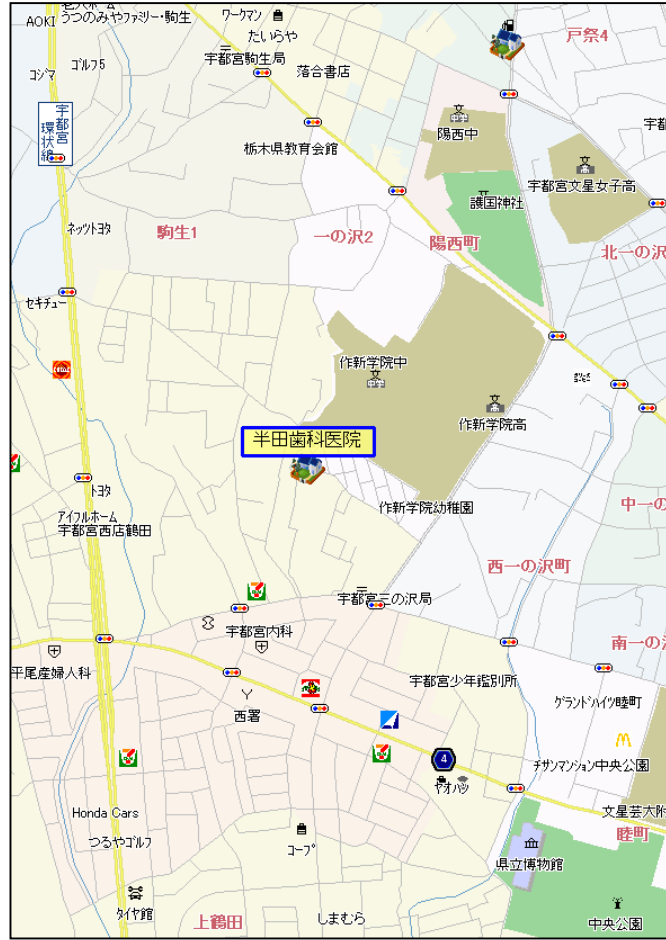 老人ホーム
うつのみやファミリー・駒生
AOKI
ワークマン
たいらや
宇都宮駒生局
落合書店
戸祭4
コジマ
ゴルフ5
宇都宮
環状線
栃木県教育会館
陽西中
宇都宮文星女子高
護国神社
ネッツトヨタ
駒生1
一の沢2
陽西町
北一の沢
セキチュー
作新学院中
作新学院高
半田歯科医院
トヨタ
アイフルホーム
宇都宮西店鶴田
作新学院幼稚園
中一の
西一の沢町
宇都宮三の沢局
宇都宮内科
南一の
平尾産婦人科
宇都宮少年鑑別所
西署
グランドハイツ睦町
4
チサンマンション中央公園
ヤオハン
Honda Cars
つるやゴルフ
文星芸大附
睦町
コープ
県立博物館
タイヤ館
上鶴田
しまむら
中央公園